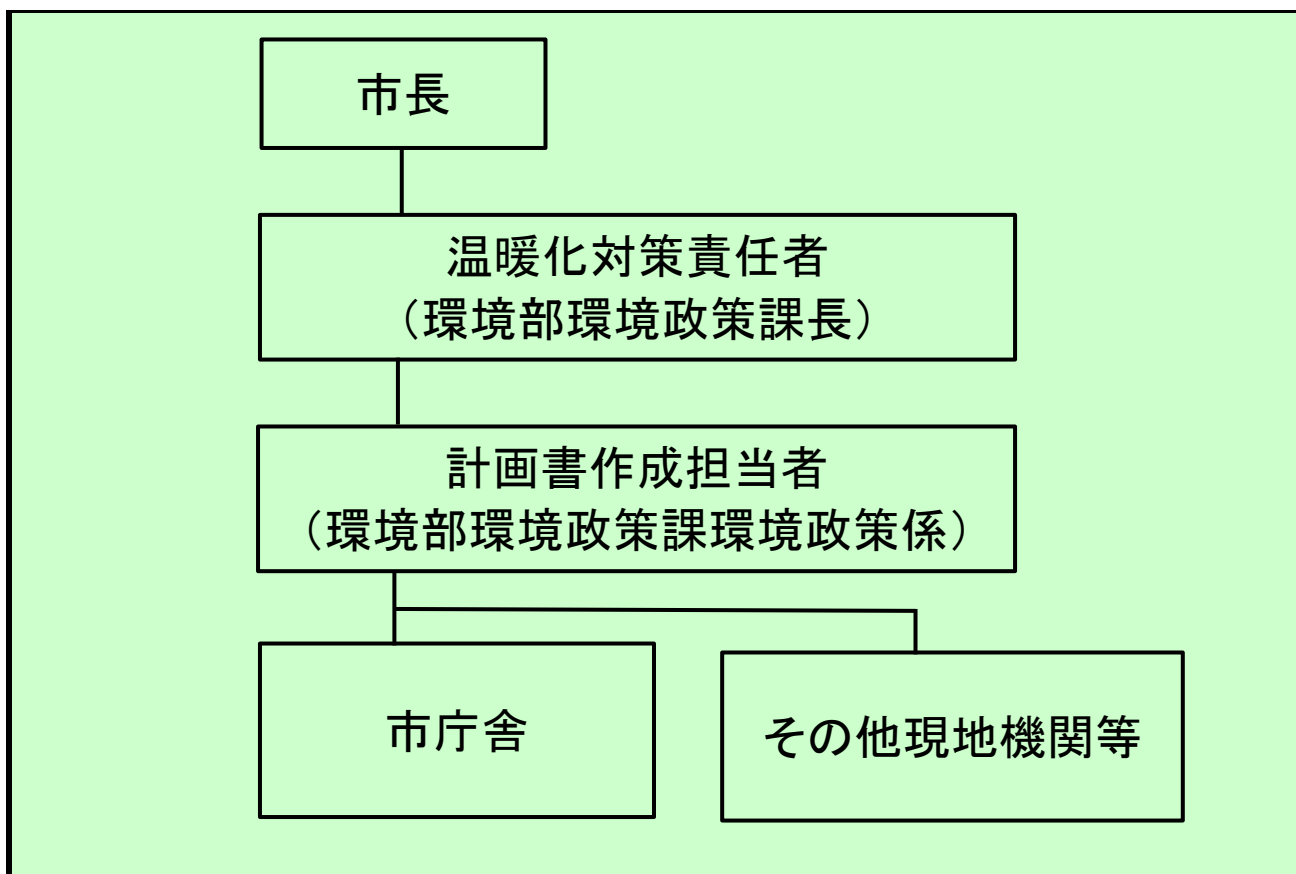 市長
温暖化対策責任者
（環境部環境政策課長）
計画書作成担当者
（環境部環境政策課環境政策係）
市庁舎
その他現地機関等